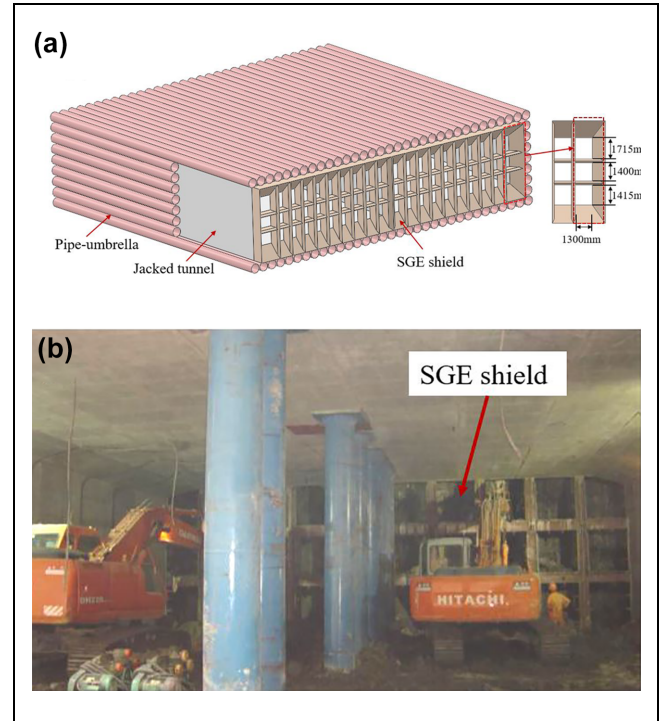 (a)
1715m
1400m
1415m
1300mm
Pipe-umbrella
Jacked tunnel
SGE shield
(b)
SGE shield
HITACHI